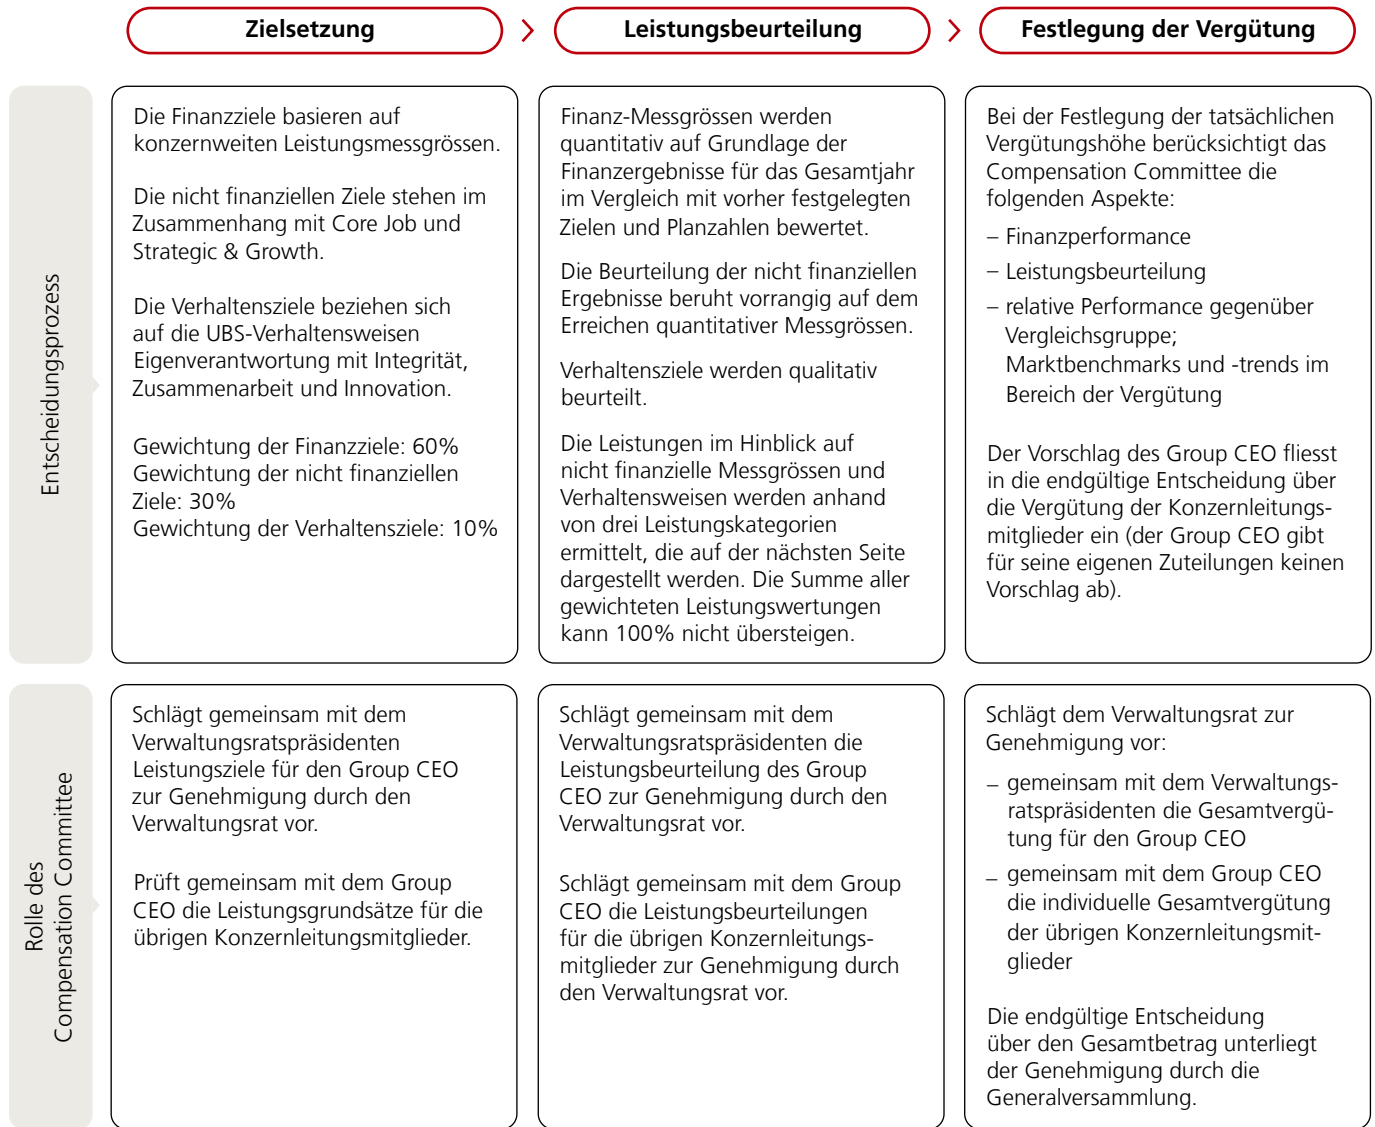 Zielsetzung
Leistungsbeurteilung
Festlegung der Vergütung
Entscheidungsprozess
Die Finanzziele basieren auf
konzernweiten Leistungsmessgrössen.
Die nicht finanziellen Ziele stehen im
Zusammenhang mit Core Job und
Strategic & Growth.
Die Verhaltensziele beziehen sich
auf die UBS-Verhaltensweisen
Eigenverantwortung mit Integrität,
Zusammenarbeit und Innovation.
Gewichtung der Finanzziele: 60%
Gewichtung der nicht finanziellen
Ziele: 30%
Gewichtung der Verhaltensziele: 10%
Finanz-Messgrössen werden
quantitativ auf Grundlage der
Finanzergebnisse für das Gesamtjahr
im Vergleich mit vorher festgelegten
Zielen und Planzahlen bewertet.
Die Beurteilung der nicht finanziellen
Ergebnisse beruht vorrangig auf dem
Erreichen quantitativer Messgrössen.
Verhaltensziele werden qualitativ
beurteilt.
Die Leistungen im Hinblick auf
nicht finanzielle Messgrössen und
Verhaltensweisen werden anhand
von drei Leistungskategorien
ermittelt, die auf der nächsten Seite
dargestellt werden. Die Summe aller
gewichteten Leistungswertungen
kann 100% nicht übersteigen.
Bei der Festlegung der tatsächlichen
Vergütungshöhe berücksichtigt das
Compensation Committee die
folgenden Aspekte:
– Finanzperformance
– Leistungsbeurteilung
– relative Performance gegenüber
Vergleichsgruppe;
Marktbenchmarks und -trends im
Bereich der Vergütung
Der Vorschlag des Group CEO fliesst
in die endgültige Entscheidung über
die Vergütung der Konzernleitungs-
mitglieder ein (der Group CEO gibt
für seine eigenen Zuteilungen keinen
Vorschlag ab).
Rolle des
Compensation Committee
Schlägt gemeinsam mit dem
Verwaltungsratspräsidenten
Leistungsziele für den Group CEO
zur Genehmigung durch den
Verwaltungsrat vor.
Prüft gemeinsam mit dem Group
CEO die Leistungsgrundsätze für die
übrigen Konzernleitungsmitglieder.
Schlägt gemeinsam mit dem
Verwaltungsratspräsidenten die
Leistungsbeurteilung des Group
CEO zur Genehmigung durch den
Verwaltungsrat vor.
Schlägt gemeinsam mit dem Group
CEO die Leistungsbeurteilungen
für die übrigen Konzernleitungs-
mitglieder zur Genehmigung durch
den Verwaltungsrat vor.
Schlägt dem Verwaltungsrat zur
Genehmigung vor:
– gemeinsam mit dem Verwaltungs-
ratspräsidenten die Gesamtvergü-
tung für den Group CEO
– gemeinsam mit dem Group CEO
die individuelle Gesamtvergütung
der übrigen Konzernleitungsmit-
glieder
Die endgültige Entscheidung
über den Gesamtbetrag unterliegt
der Genehmigung durch die
Generalversammlung.